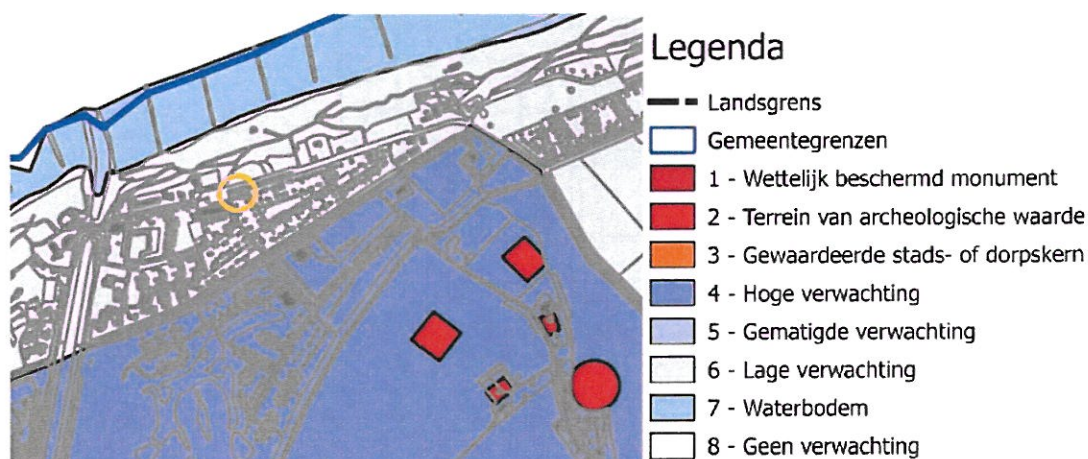 Legenda
Landsgrens
Gemeentegrenzen
1 - Wettelijk beschermd monument
2 - Terrein van archeologische waarde
3 - Gewaardeerde stads- of dorpskern
4 - Hoge verwachting
5 - Gematigde verwachting
6 - Lage verwachting
7 - Waterbodem
8 - Geen verwachting